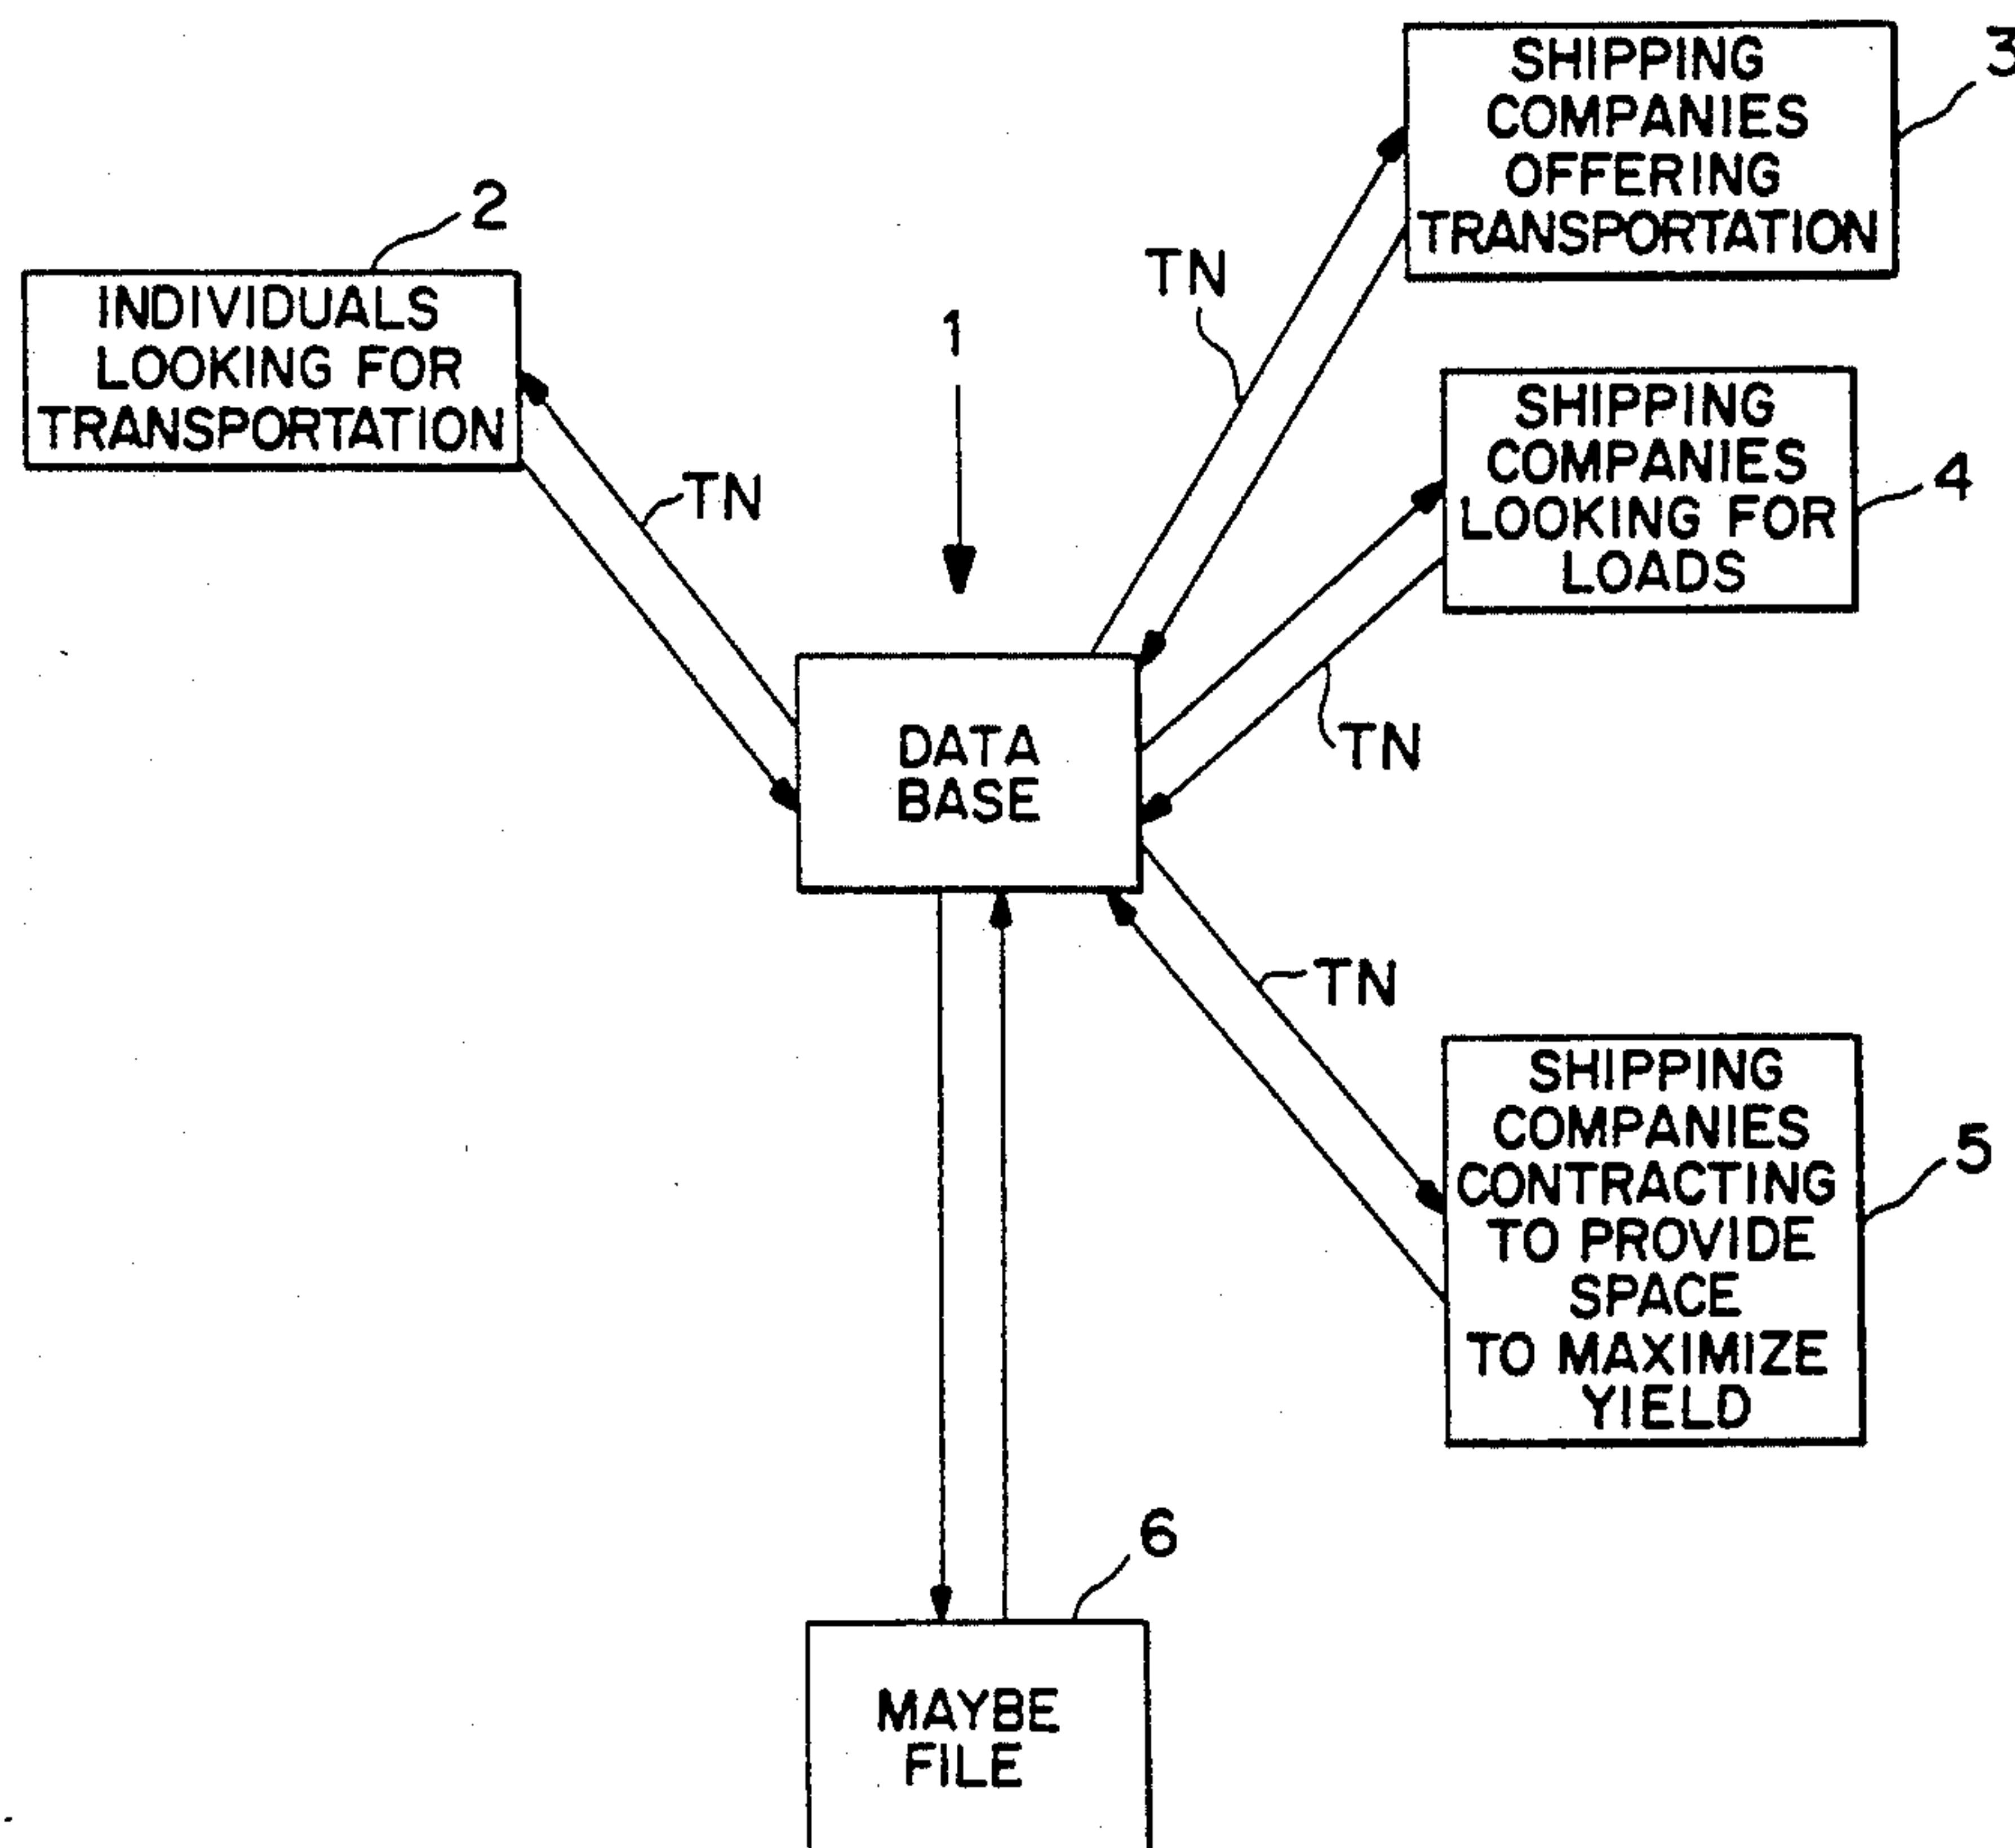 SHIPPING
COMPANIES
OFFERING
TRANSPORTATION
3
2
INDIVIDUALS
LOOKING FOR
TRANSPORTATION
TN
1
TN
SHIPPING
COMPANIES
LOOKING FOR
LOADS
4
TN
DATA
BASE
TN
SHIPPING
COMPANIES
CONTRACTING
TO PROVIDE
SPACE
TO MAXIMIZE
YIELD
5
6
MAYBE
FILE